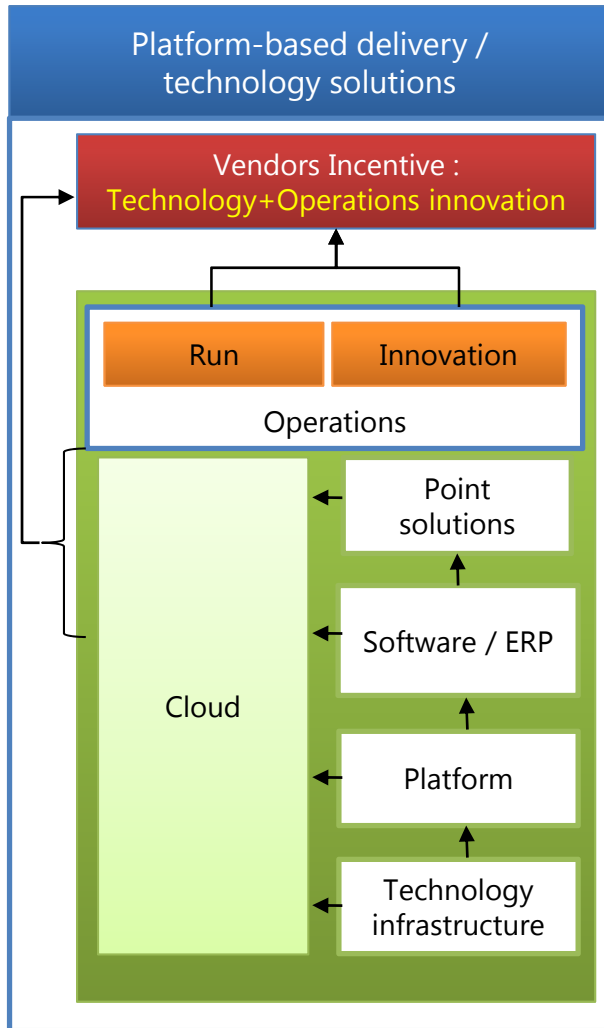 Platform-based delivery /
technology solutions
Vendors Incentive :
Technology+Operations innovation
Run
Innovation
Operations
Point
solutions
Software / ERP
Cloud
Platform
Technology
infrastructure